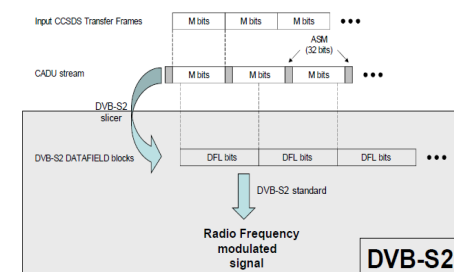 Input CCSDS Transfer Frames
M bits M bits M bits •••
ASM
(32 bits)
CADU stream
M bits M bits M bits •••
DVB-S2
slicer
DVB-S2 DATAFIELD blocks
DFL bits DFL bits DFL bits •••
DVB-S2 standard
Radio Frequency
modulated
signal
DVB-S2